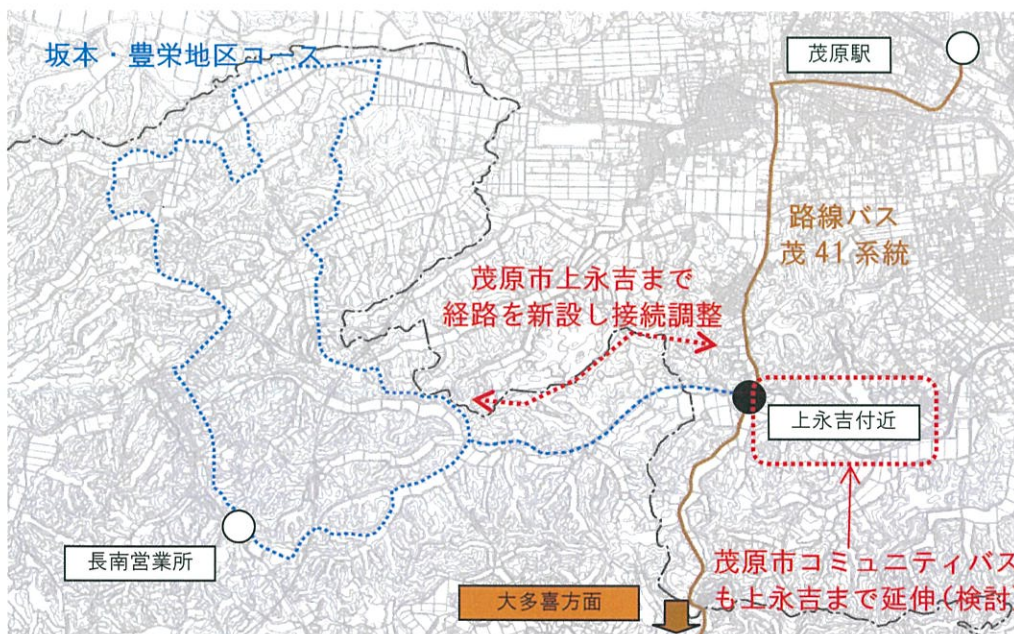 坂本・豊栄地区コース
茂原駅
路線バス
茂 41 系統
茂原市上永吉まで
経路を新設し接続調整
上永吉付近
長南営業所
茂原市コミュニティバス
も上永吉まで延伸（検討
大多喜方面